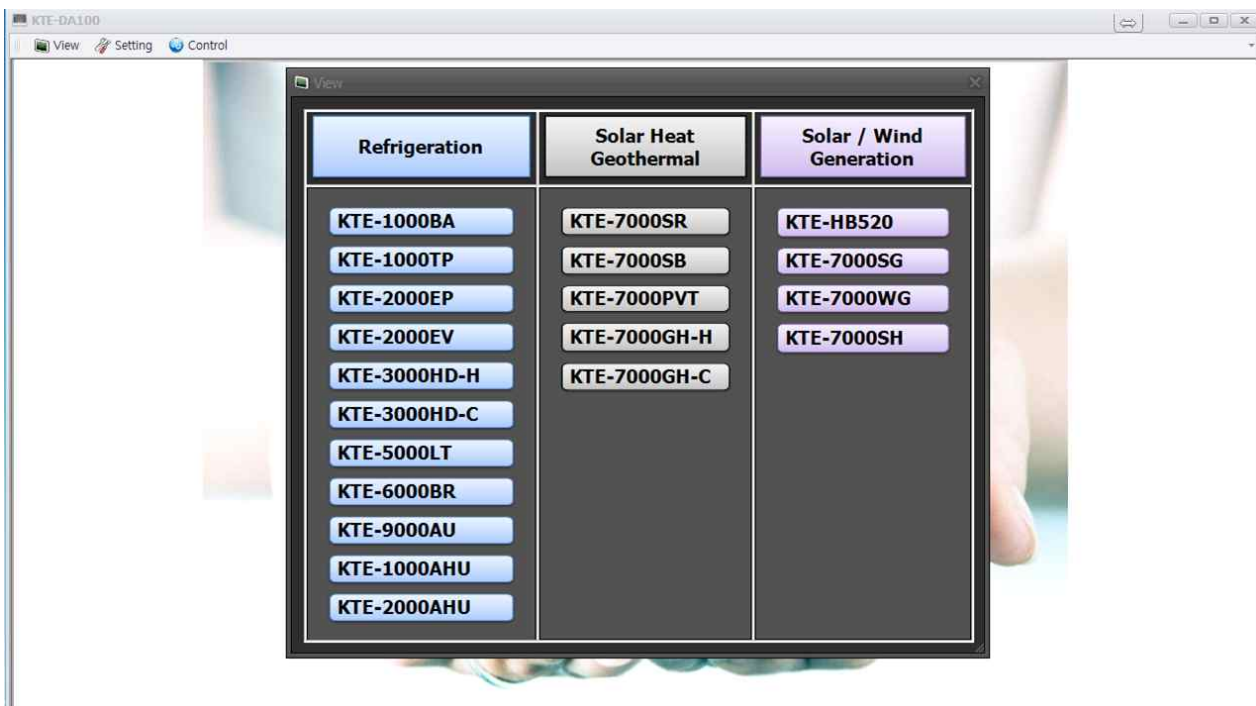 KTE-DA100
View Setting Control
View
Refrigeration
Solar Heat
Geothermal
Solar / Wind
Generation
KTE-1000BA
KTE-1000TP
KTE-2000EP
KTE-2000EV
KTE-3000HD-H
KTE-3000HD-C
KTE-5000LT
KTE-6000BR
KTE-9000AU
KTE-1000AHU
KTE-2000AHU
KTE-7000SR
KTE-7000SB
KTE-7000PVT
KTE-7000GH-H
KTE-7000GH-C
KTE-HB520
KTE-7000SG
KTE-7000WG
KTE-7000SH